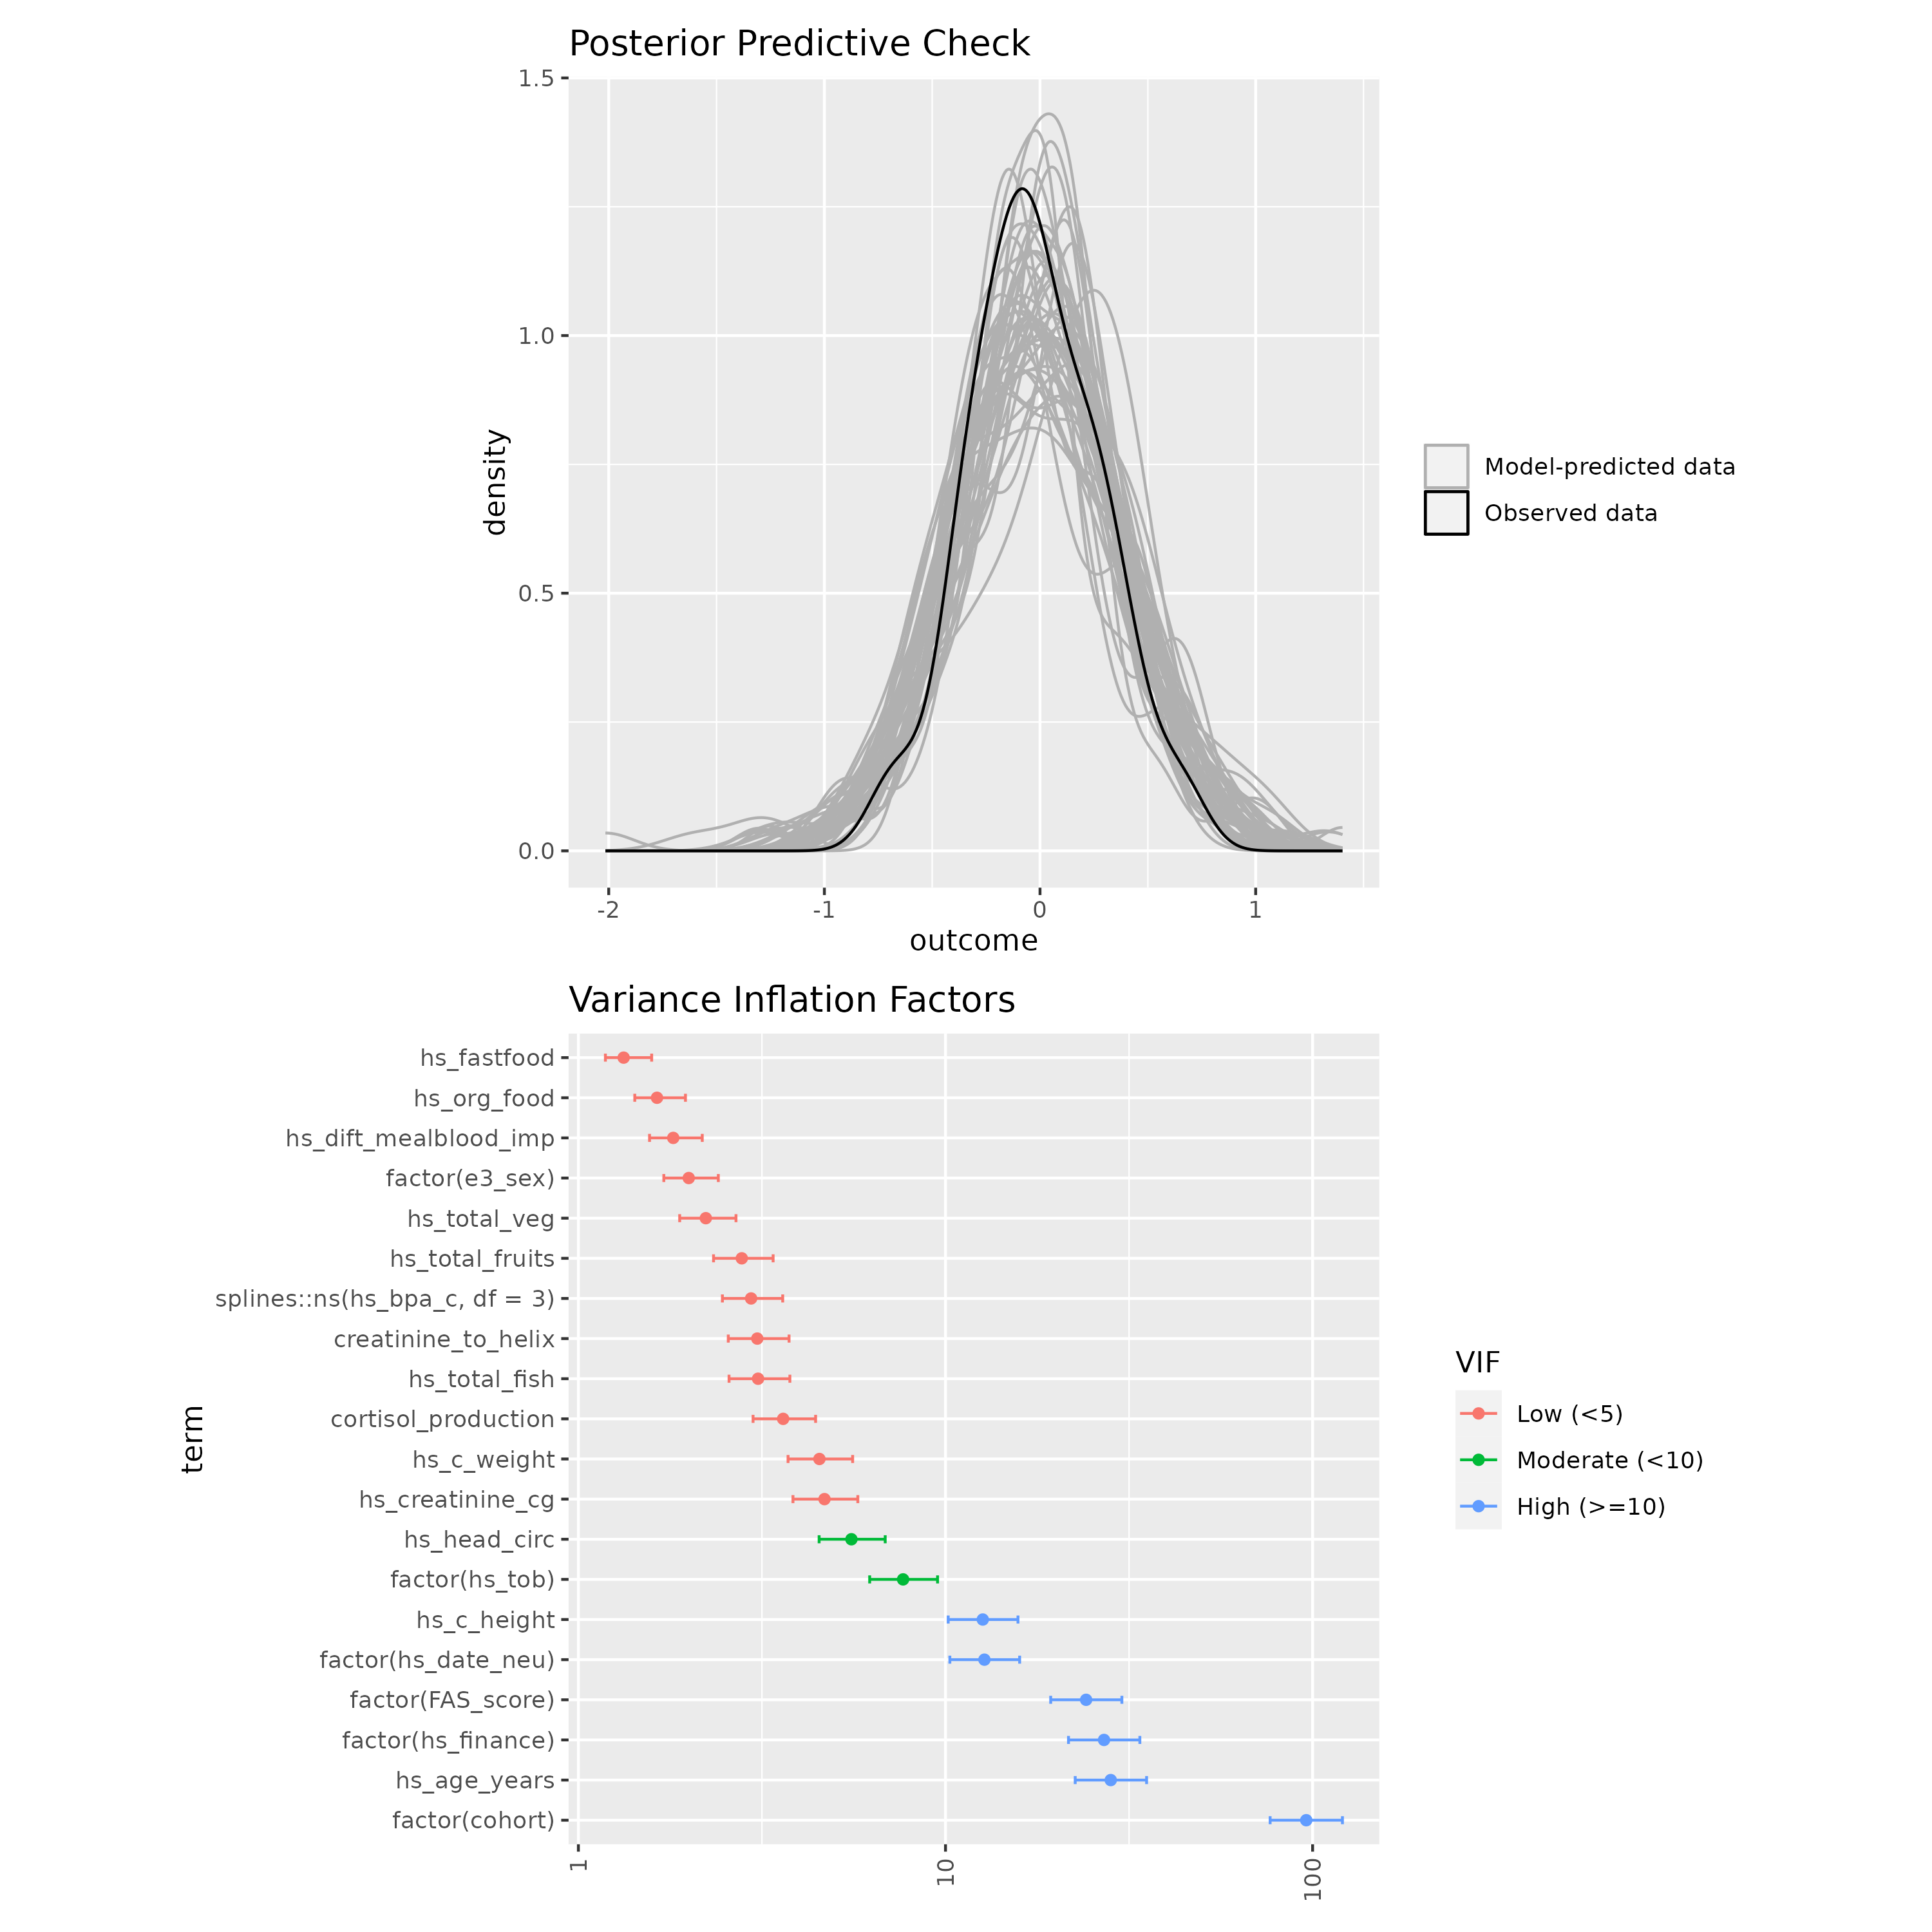 Posterior Predictive Check
1.5
1.0
0.5
0.0
density
-2
-1
0
1
outcome
Model-predicted data
Observed data
Variance Inflation Factors
hs_fastfood
hs_org_food
hs_dift_mealblood_imp
factor(e3_sex)
hs_total_veg
hs_total_fruits
splines::ns(hs_bpa_c, df = 3)
creatinine_to_helix
hs_total_fish
cortisol_production
hs_c_weight
hs_creatinine_cg
hs_head_circ
factor(hs_tob)
hs_c_height
factor(hs_date_neu)
factor(FAS_score)
factor(hs_finance)
hs_age_years
factor(cohort)
term
1
10
100
VIF
Low (<5)
Moderate (<10)
High (>=10)